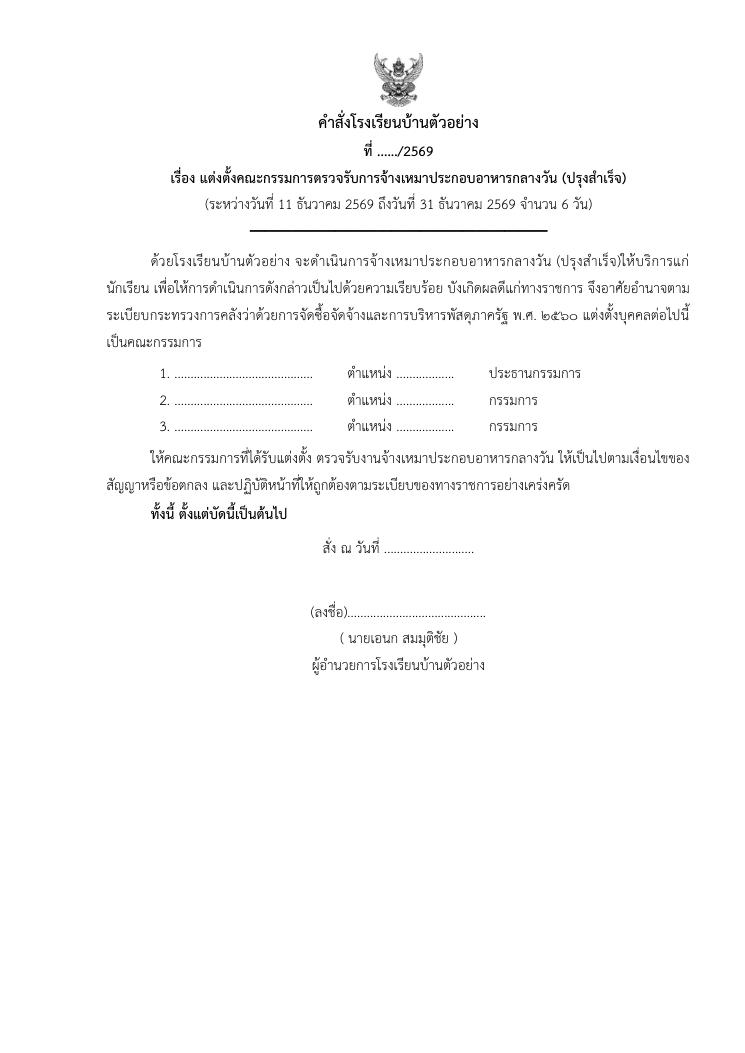 คำสั่งโรงเรียนบ้านตัวอย่าง
ที่ ....../2569
เรื่อง แต่งตั้งคณะกรรมการตรวจรับการจ้างเหมาประกอบอาหารกลางวัน (ปรุงสำเร็จ)
(ระหว่างวันที่ 11 ธันวาคม 2569 ถึงวันที่ 31 ธันวาคม 2569 จำนวน 6 วัน)
ด้วยโรงเรียนบ้านตัวอย่าง จะดำเนินการจ้างเหมาประกอบอาหารกลางวัน (ปรุงสำเร็จ)ให้บริการแก่
นักเรียน เพื่อให้การดำเนินการดังกล่าวเป็นไปด้วยความเรียบร้อย บังเกิดผลดีแก่ทางราชการ จึงอาศัยอำนาจตาม
ระเบียบกระทรวงการคลังว่าด้วยการจัดซื้อจัดจ้างและการบริหารพัสดุภาครัฐ พ.ศ. ๒๕๖๐ แต่งตั้งบุคคลต่อไปนี้
เป็นคณะกรรมการ
1. ........................................... ตำแหน่ง .................. ประธานกรรมการ
2. ........................................... ตำแหน่ง .................. กรรมการ
3. ........................................... ตำแหน่ง .................. กรรมการ
ให้คณะกรรมการที่ได้รับแต่งตั้ง ตรวจรับงานจ้างเหมาประกอบอาหารกลางวัน ให้เป็นไปตามเงื่อนไขของ
สัญญาหรือข้อตกลง และปฏิบัติหน้าที่ให้ถูกต้องตามระเบียบของทางราชการอย่างเคร่งครัด
ทั้งนี้ ตั้งแต่บัดนี้เป็นต้นไป
สั่ง ณ วันที่ ............................
(ลงชื่อ)...........................................
( นายเอนก สมมุติชัย )
ผู้อำนวยการโรงเรียนบ้านตัวอย่าง